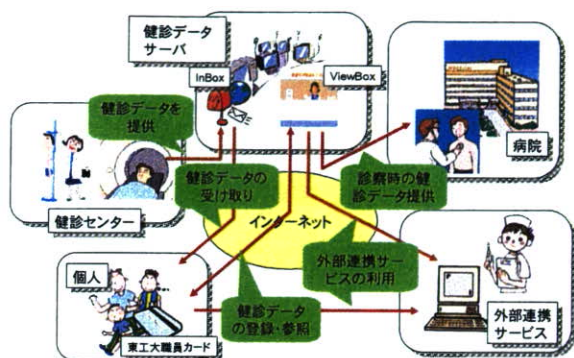 健診データ
サーバ
InBox
ViewBox
健診データを
提供
病院
健診データの
受け取り
診察時の健
診データ提供
健診センター
インターネット
個人
外部連携サー
ビスの利用
健診データ
の登録・参照
東工大職員カード
外部連携
サービス